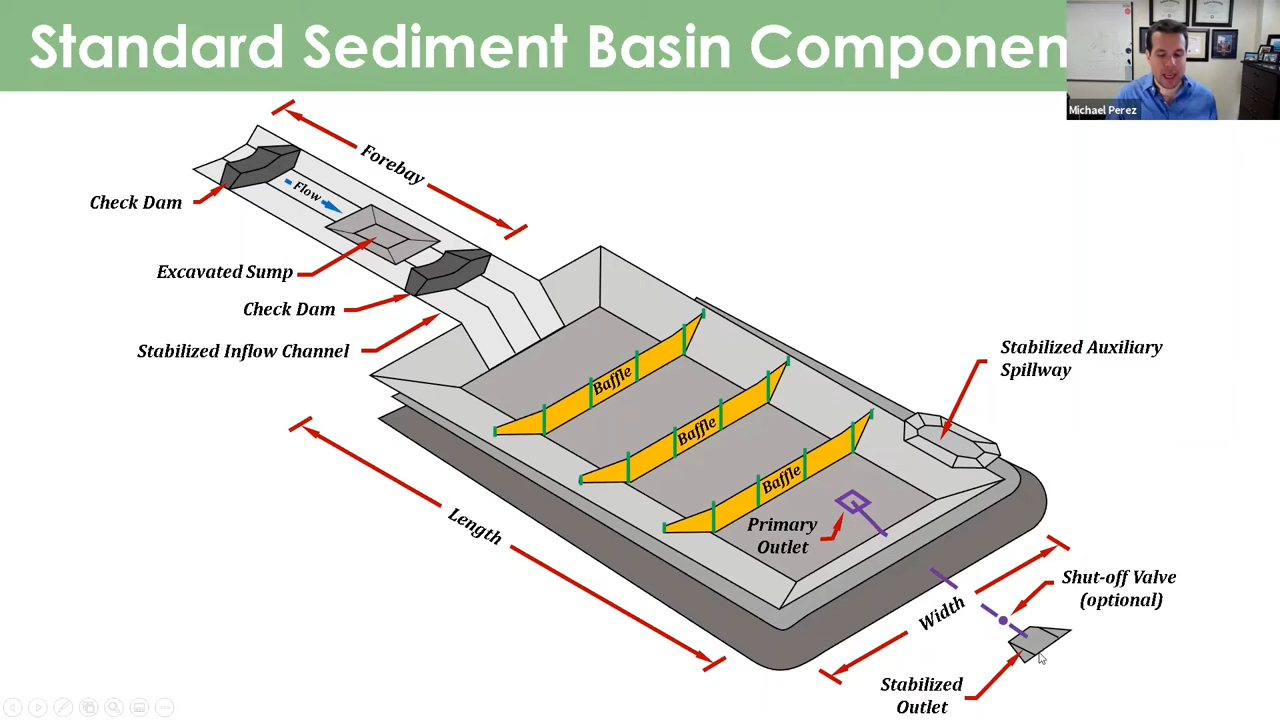 Standard Sediment Basin Componen
Michael Perez
Forebay
Check Dam
Flow
Excavated Sump
Check Dam
Stabilized Inflow Channel
Stabilized Auxiliary
Spillway
Baffle
Baffle
Baffle
Primary
Outlet
Length
Width
Shut-off Valve
(optional)
Stabilized
Outlet